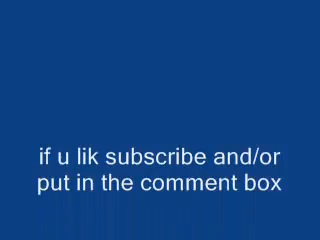 if u lik subscribe and/or
put in the comment box